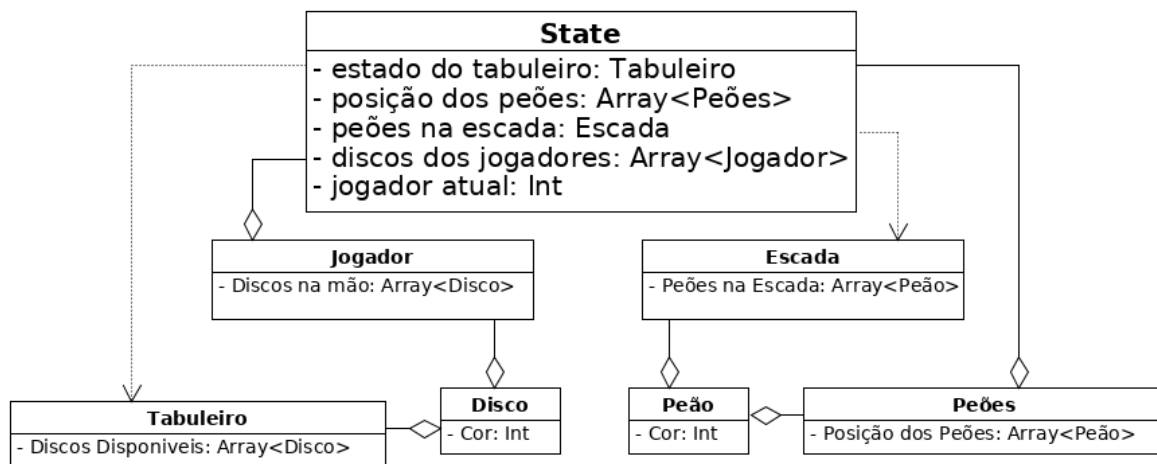 State
- estado do tabuleiro: Tabuleiro
- posição dos peões: Array<Peões>
- peões na escada: Escada
- discos dos jogadores: Array<Jogador>
- jogador atual: Int
Jogador
- Discos na mão: Array<Disco>
Escada
- Peões na Escada: Array<Peão>
Tabuleiro
- Discos Disponiveis: Array<Disco>
Disco
- Cor: Int
Peão
- Cor: Int
Peões
- Posição dos Peões: Array<Peão>